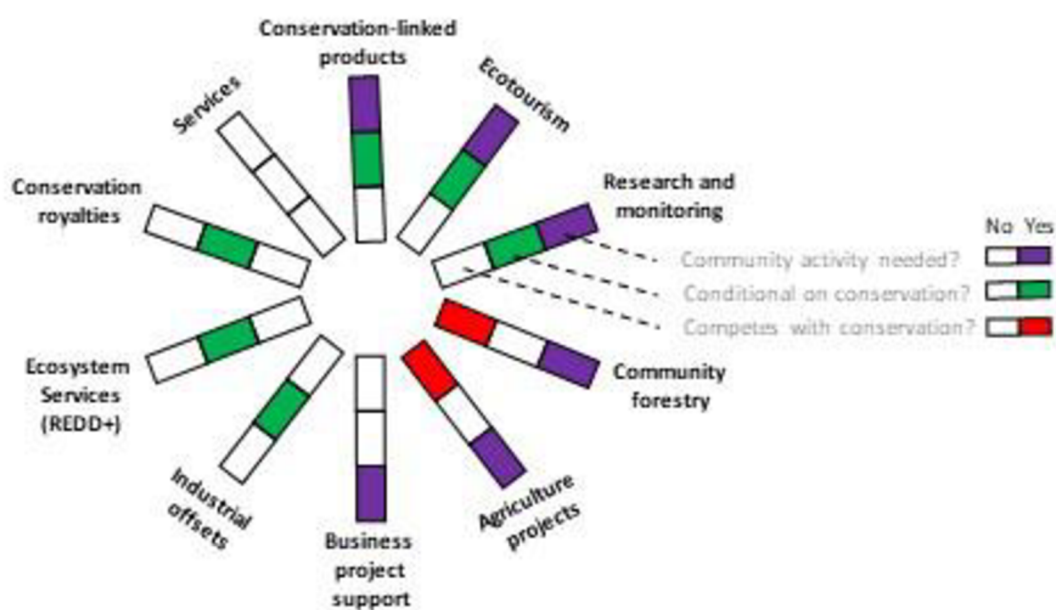 Conservation-linked
products
Ecotourism
Services
Research and
monitoring
Conservation
royalties
No Yes
Community activity needed?
Conditional on conservation?
Competes with conservation?
Ecosystem
Services
(REDD+)
Community
forestry
Industrial
offsets
Agriculture
projects
Business
project
support